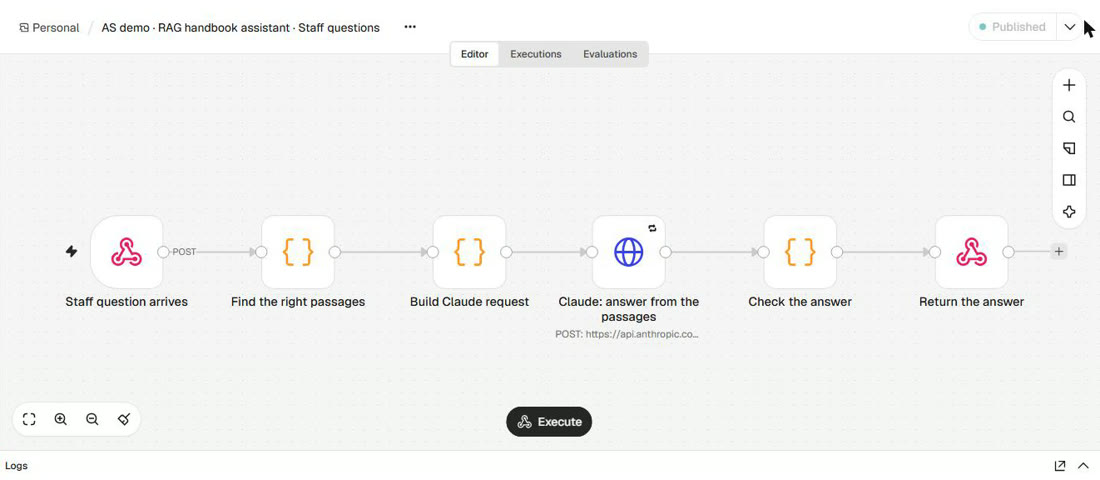 Personal / AS demo · RAG handbook assistant · Staff questions
Published
Editor Executions Evaluations
POST
Staff question arrives
Find the right passages
Build Claude request
Claude: answer from the
passages
POST: https://api.anthropic.co...
Check the answer
Return the answer
Execute
Logs